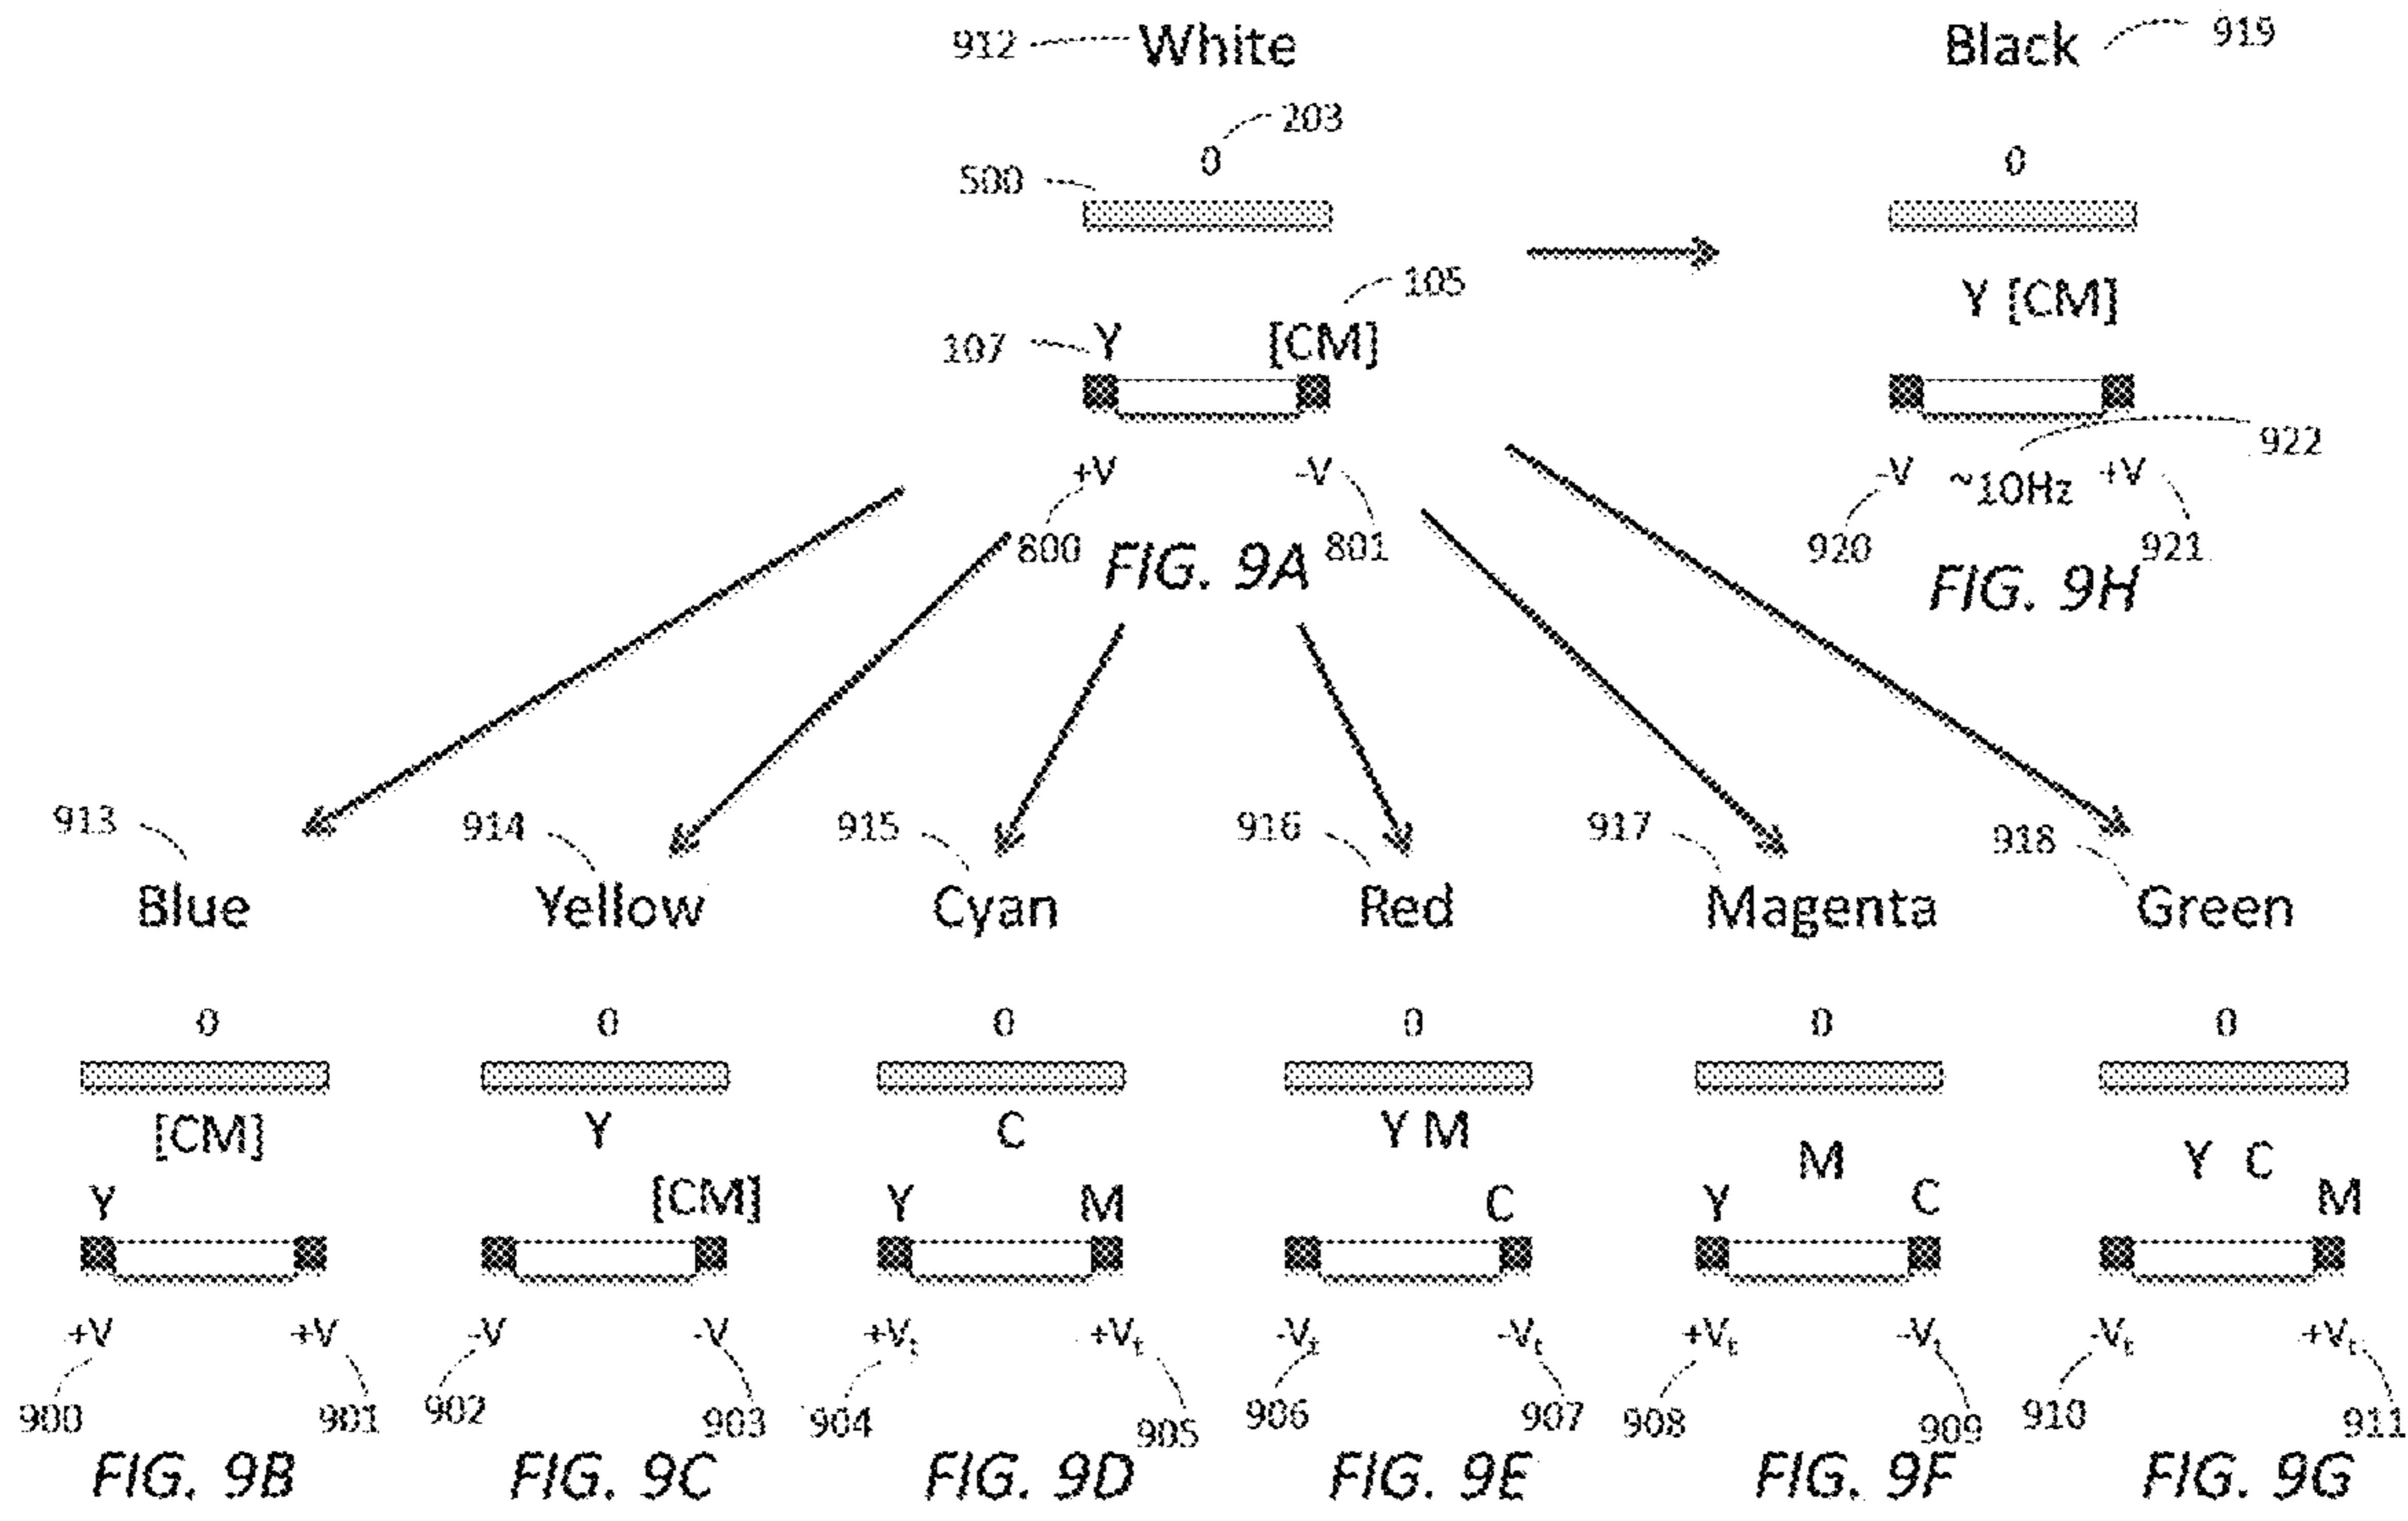 912 White Black 919
203
0 0
500
105
Y [CM]
107 Y [CM]
922
+V -V -V ~10Hz +V
800 801 920 921
FIG. 9A FIG. 9H
913 914 915 916 917 918
Blue Yellow Cyan Red Magenta Green
0 0 0 0 0 0
[CM] Y C Y M M Y C
Y [CM] Y M C Y C M
+V +V -V -V +Vt +Vt -Vt -Vt +Vt -Vt -Vt +Vt
900 901 902 903 904 905 906 907 908 909 910 911
FIG. 9B FIG. 9C FIG. 9D FIG. 9E FIG. 9F FIG. 9G